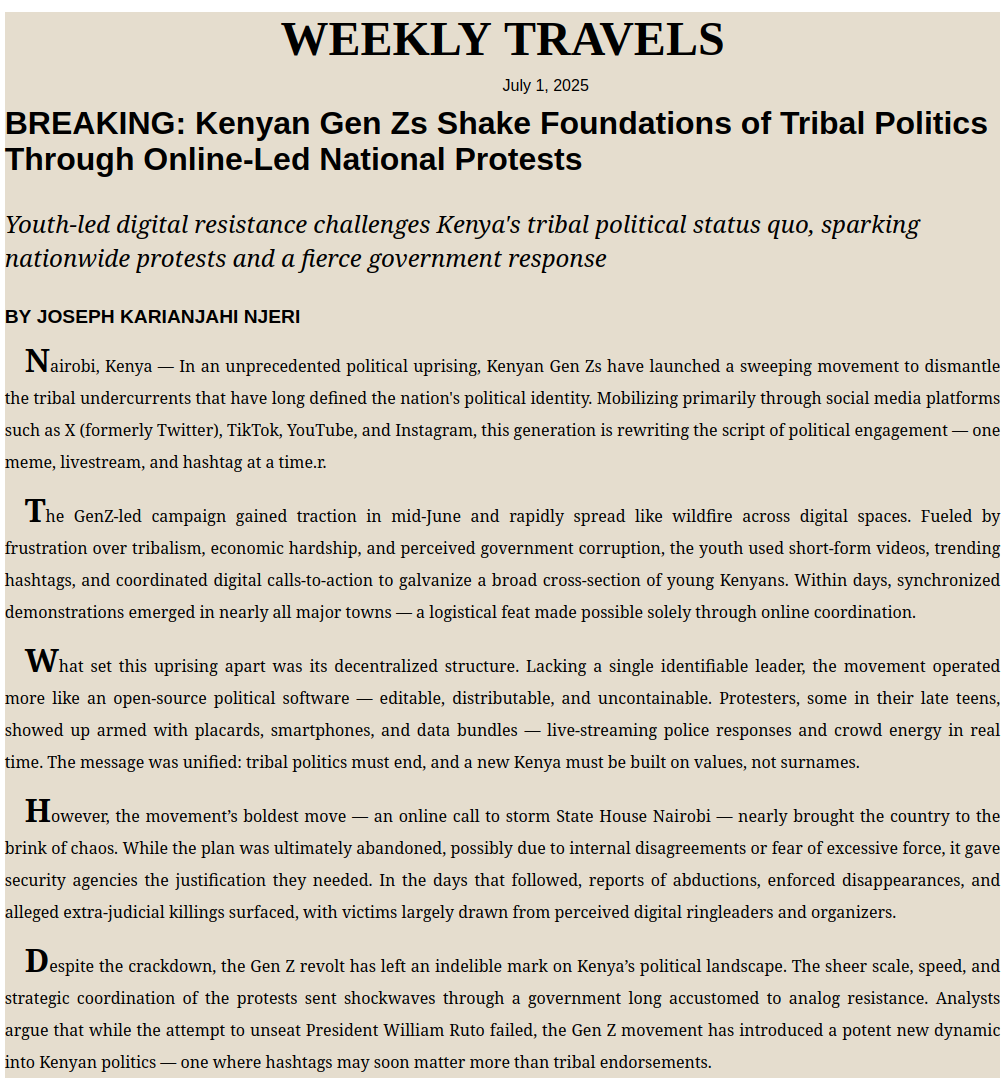 WEEKLY TRAVELS
July 1, 2025
BREAKING: Kenyan Gen Zs Shake Foundations of Tribal Politics
Through Online-Led National Protests
Youth-led digital resistance challenges Kenya's tribal political status quo, sparking
nationwide protests and a fierce government response
BY JOSEPH KARIANJAHI NJERI
Nairobi, Kenya — In an unprecedented political uprising, Kenyan Gen Zs have launched a sweeping movement to dismantle
the tribal undercurrents that have long defined the nation's political identity. Mobilizing primarily through social media platforms
such as X (formerly Twitter), TikTok, YouTube, and Instagram, this generation is rewriting the script of political engagement — one
meme, livestream, and hashtag at a time.r.
The GenZ-led campaign gained traction in mid-June and rapidly spread like wildfire across digital spaces. Fueled by
frustration over tribalism, economic hardship, and perceived government corruption, the youth used short-form videos, trending
hashtags, and coordinated digital calls-to-action to galvanize a broad cross-section of young Kenyans. Within days, synchronized
demonstrations emerged in nearly all major towns — a logistical feat made possible solely through online coordination.
What set this uprising apart was its decentralized structure. Lacking a single identifiable leader, the movement operated
more like an open-source political software — editable, distributable, and uncontainable. Protesters, some in their late teens,
showed up armed with placards, smartphones, and data bundles — live-streaming police responses and crowd energy in real
time. The message was unified: tribal politics must end, and a new Kenya must be built on values, not surnames.
However, the movement’s boldest move — an online call to storm State House Nairobi — nearly brought the country to the
brink of chaos. While the plan was ultimately abandoned, possibly due to internal disagreements or fear of excessive force, it gave
security agencies the justification they needed. In the days that followed, reports of abductions, enforced disappearances, and
alleged extra-judicial killings surfaced, with victims largely drawn from perceived digital ringleaders and organizers.
Despite the crackdown, the Gen Z revolt has left an indelible mark on Kenya’s political landscape. The sheer scale, speed, and
strategic coordination of the protests sent shockwaves through a government long accustomed to analog resistance. Analysts
argue that while the attempt to unseat President William Ruto failed, the Gen Z movement has introduced a potent new dynamic
into Kenyan politics — one where hashtags may soon matter more than tribal endorsements.